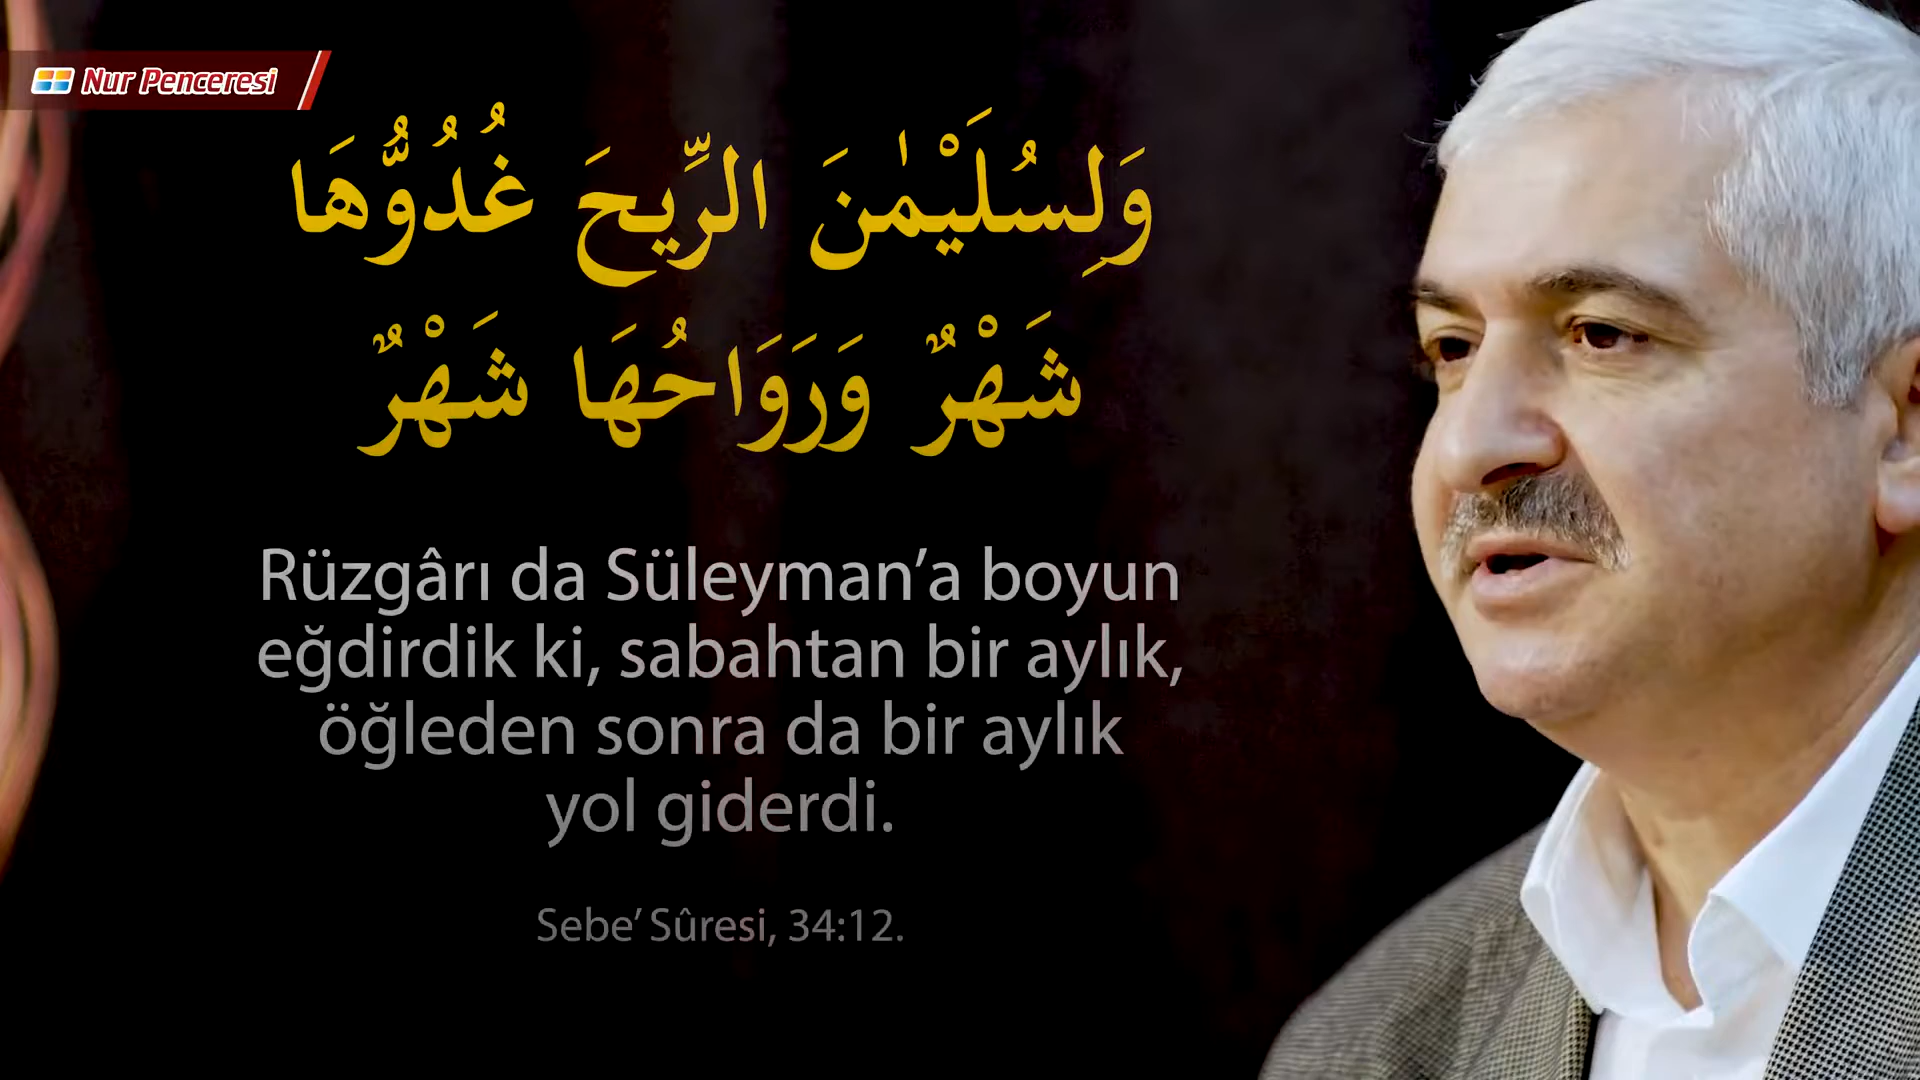 Nur Penceresi
وَلِسُلَيْمٰنَ الرِّيحَ غُدُوُّهَا
شَهْرٌ وَرَوَاحُهَا شَهْرٌ
Rüzgârı da Süleyman’a boyun
eğdirdik ki, sabahtan bir aylık,
öğleden sonra da bir aylık
yol giderdi.
Sebe’ Sûresi, 34:12.